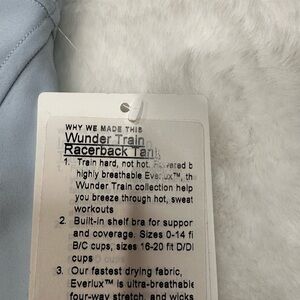 WHY WE MADE THIS
Wunder Train
Racerback Tank
1. Train hard, not hot. Powered b
highly breathable Everlux™, th
Wunder Train collection help
you breeze through hot, sweat
workouts
2. Built-in shelf bra for suppor
and coverage. Sizes 0-14 fi
B/C cups, sizes 16-20 fit D/D
cups
3. Our fastest drying fabric,
Everlux™ is ultra-breathable
four-way stretch, and wicks